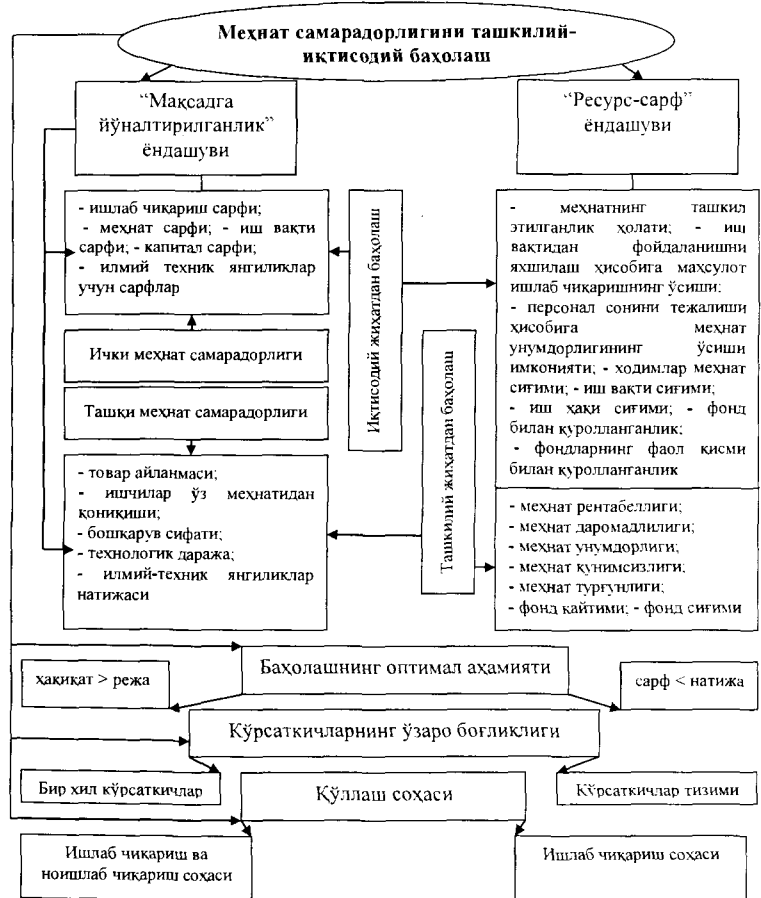 Меҳнат самарадорлигини ташкилий-
иқтисодий баҳолаш
“Мақсадга
йўналтирилганлик”
ёндашуви
“Ресурс-сарф”
ёндашуви
- ишлаб чиқариш сарфи;
- меҳнат сарфи; - иш вақти
сарфи; - капитал сарфи;
- илмий техник янгиликлар
учун сарфлар
Ички меҳнат самарадорлиги
Ташқи меҳнат самарадорлиги
- товар айланмаси;
- ишчилар ўз меҳнатидан
қониқиши;
- бошқарув сифати;
- технологик даража;
- илмий-техник янгиликлар
натижаси
Иқтисодий жиҳатдан баҳолаш
Ташкилий жиҳатдан баҳолаш
- меҳнатнинг ташкил
этилганлик ҳолати; - иш
вақтидан фойдаланишни
яхшилаш ҳисобига маҳсулот
ишлаб чиқаришнинг ўсиши;
- персонал сонини тежалиши
ҳисобига меҳнат
унумдорлигининг ўсиши
имконияти; - ходимлар меҳнат
сиғими; - иш вақти сиғими;
- иш ҳақи сиғими; - фонд
билан қуролланганлик;
- фондларнинг фаол қисми
билан қуролланганлик
- меҳнат рентабеллиги;
- меҳнат даромадлилиги;
- меҳнат унумдорлиги;
- меҳнат қунимсизлиги;
- меҳнат турғунлиги;
- фонд қайтими; - фонд сиғими
Баҳолашнинг оптимал аҳамияти
ҳақиқат > режа
сарф < натижа
Кўрсаткичларнинг ўзаро боғлиқлиги
Бир хил кўрсаткичлар
Кўрсаткичлар тизими
Қўллаш соҳаси
Ишлаб чиқариш ва
ноишлаб чиқариш соҳаси
Ишлаб чиқариш соҳаси